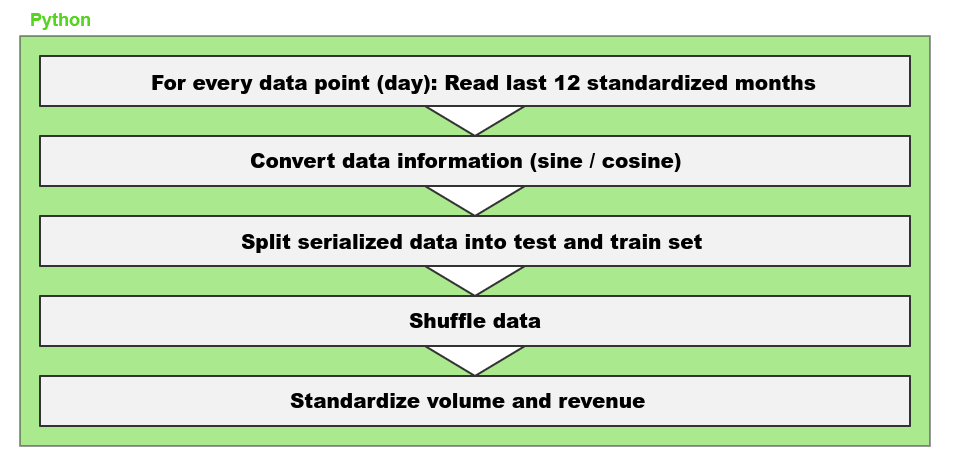 Python
For every data point (day): Read last 12 standardized months
Convert data information (sine / cosine)
Split serialized data into test and train set
Shuffle data
Standardize volume and revenue